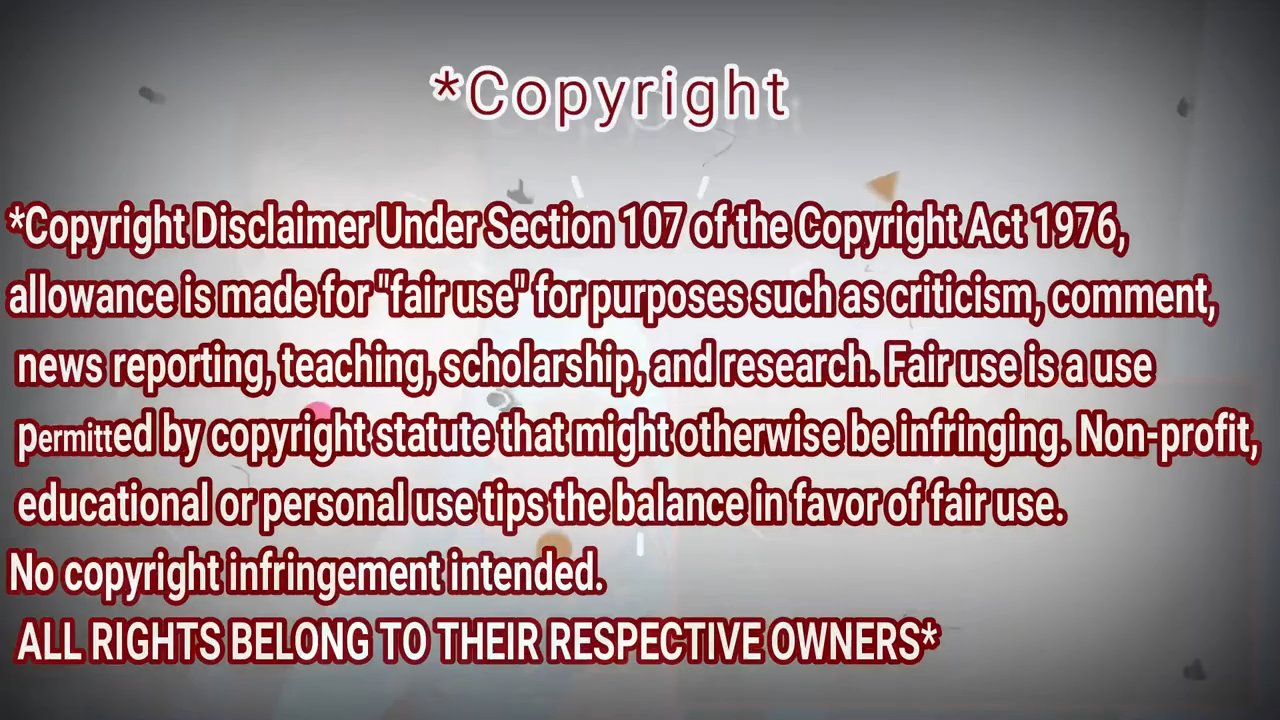 *Copyright
*Copyright Disclaimer Under Section 107 of the Copyright Act 1976,
allowance is made for "fair use" for purposes such as criticism, comment,
news reporting, teaching, scholarship, and research. Fair use is a use
permitted by copyright statute that might otherwise be infringing. Non-profit,
educational or personal use tips the balance in favor of fair use.
No copyright infringement intended.
ALL RIGHTS BELONG TO THEIR RESPECTIVE OWNERS*